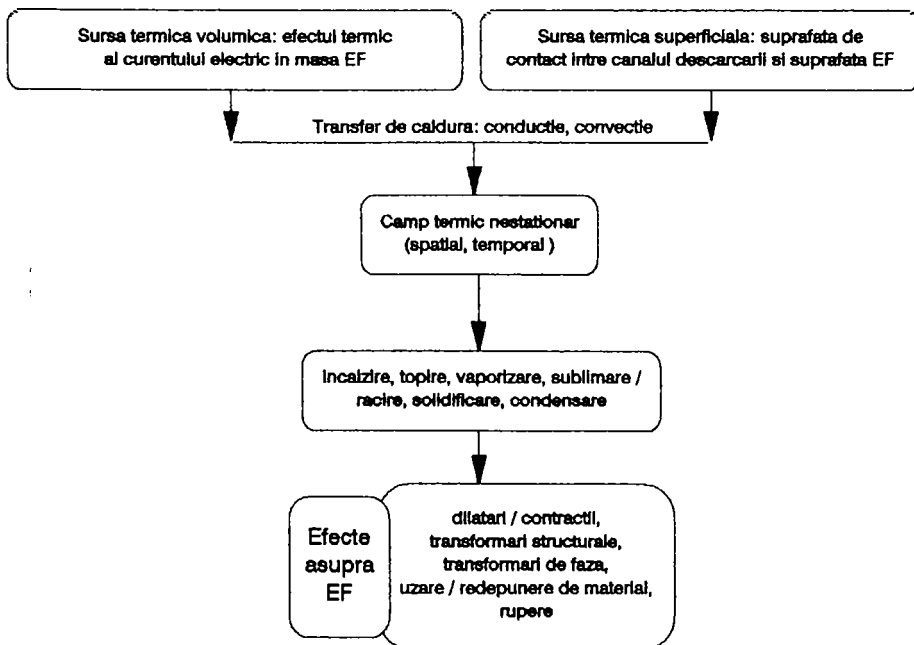 Sursa termica volumica: efectul termic
al curentului electric in masa EF
Sursa termica superficiala: suprafata de
contact intre canalul descarcarii si suprafata EF
Transfer de caldura: conductie, convectie
Camp termic nestationar
(spatial, temporal )
incalzire, topire, vaporizare, sublimare /
racire, solidificare, condensare
Efecte
asupra
EF
dilatari / contractii,
transformari structurale,
transformari de faza,
uzare / redepunere de material,
rupere